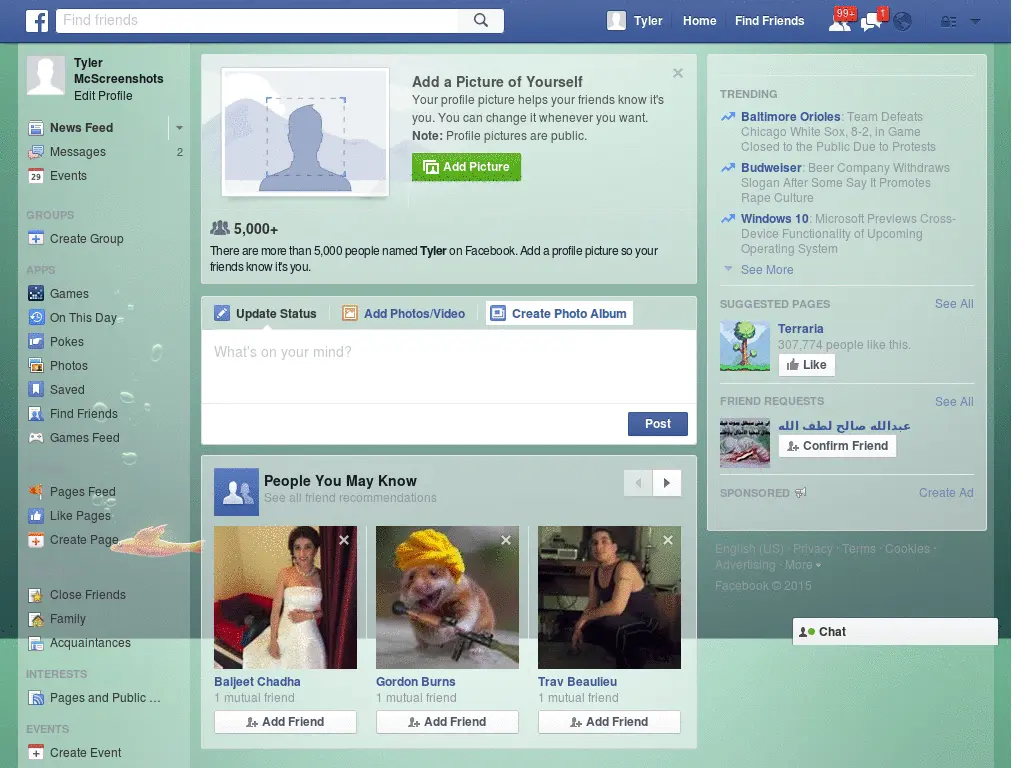 Find friends
Tyler
Home
Find Friends
99+
1
Tyler
McScreenshots
Edit Profile
News Feed
Messages
2
29
Events
GROUPS
Create Group
APPS
Games
On This Day
Pokes
Photos
Saved
Find Friends
Games Feed
Pages Feed
Like Pages
Create Page
Close Friends
Family
Acquaintances
INTERESTS
Pages and Public ...
EVENTS
Create Event
Add a Picture of Yourself
Your profile picture helps your friends know it's
you. You can change it whenever you want.
Note: Profile pictures are public.
Add Picture
5,000+
There are more than 5,000 people named Tyler on Facebook. Add a profile picture so your
friends know it's you.
Update Status
Add Photos/Video
Create Photo Album
What's on your mind?
Post
People You May Know
See all friend recommendations
Baljeet Chadha
1 mutual friend
Add Friend
Gordon Burns
1 mutual friend
Add Friend
Trav Beaulieu
1 mutual friend
Add Friend
TRENDING
Baltimore Orioles: Team Defeats
Chicago White Sox, 8-2, in Game
Closed to the Public Due to Protests
Budweiser: Beer Company Withdraws
Slogan After Some Say It Promotes
Rape Culture
Windows 10: Microsoft Previews Cross-
Device Functionality of Upcoming
Operating System
See More
SUGGESTED PAGES
See All
Terraria
307,774 people like this.
Like
FRIEND REQUESTS
See All
عبدالله صالح لطف الله
Confirm Friend
SPONSORED
Create Ad
English (US) · Privacy · Terms · Cookies ·
Advertising · More
Facebook © 2015
Chat